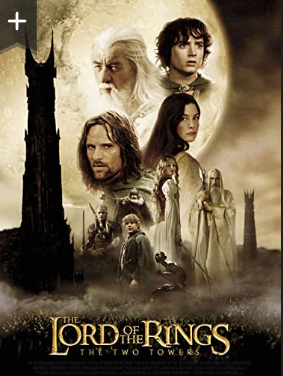 THE LORD OF THE RINGS
THE TWO TOWERS